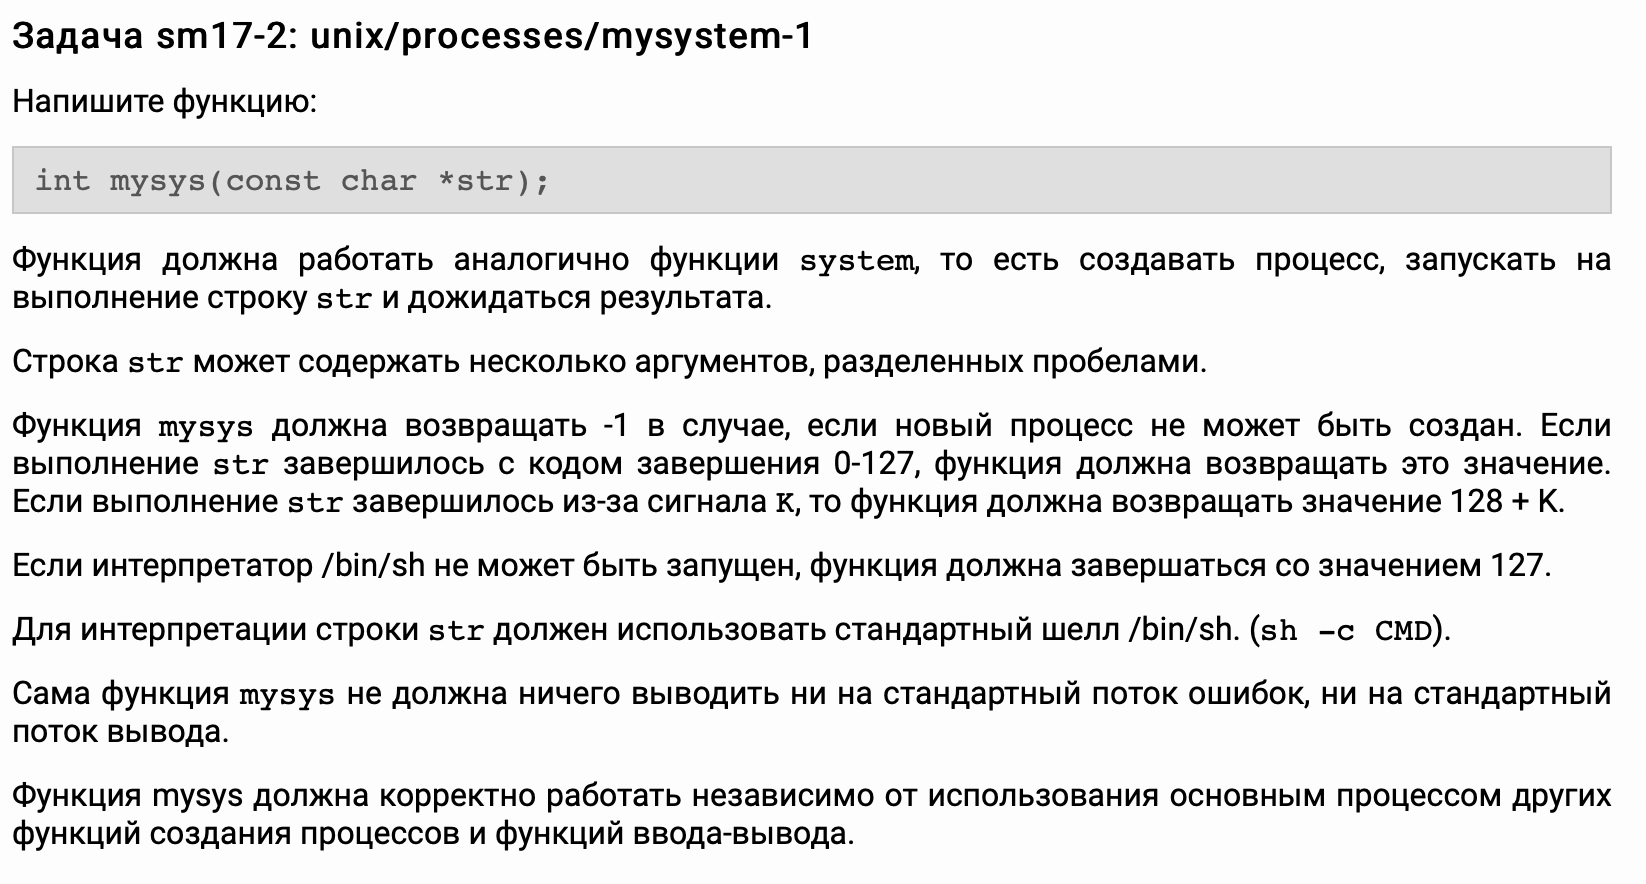 Задача sm17-2: unix/processes/mysystem-1
Напишите функцию:
int mysys(const char *str);
Функция должна работать аналогично функции system, то есть создавать процесс, запускать на
выполнение строку str и дожидаться результата.
Строка str может содержать несколько аргументов, разделенных пробелами.
Функция mysys должна возвращать -1 в случае, если новый процесс не может быть создан. Если
выполнение str завершилось с кодом завершения 0-127, функция должна возвращать это значение.
Если выполнение str завершилось из-за сигнала K, то функция должна возвращать значение 128 + K.
Если интерпретатор /bin/sh не может быть запущен, функция должна завершаться со значением 127.
Для интерпретации строки str должен использовать стандартный шелл /bin/sh. (sh -c CMD).
Сама функция mysys не должна ничего выводить ни на стандартный поток ошибок, ни на стандартный
поток вывода.
Функция mysys должна корректно работать независимо от использования основным процессом других
функций создания процессов и функций ввода-вывода.